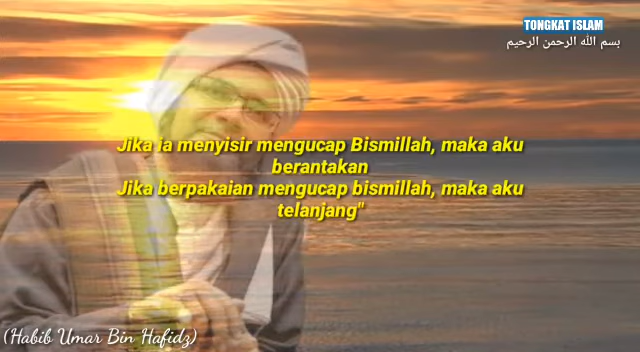 TONGKAT ISLAM
بسم الله الرحمن الرحيم
Jika ia menyisir mengucap Bismillah, maka aku
berantakan
Jika berpakaian mengucap bismillah, maka aku
telanjang"
(Habib Umar Bin Hafidz)